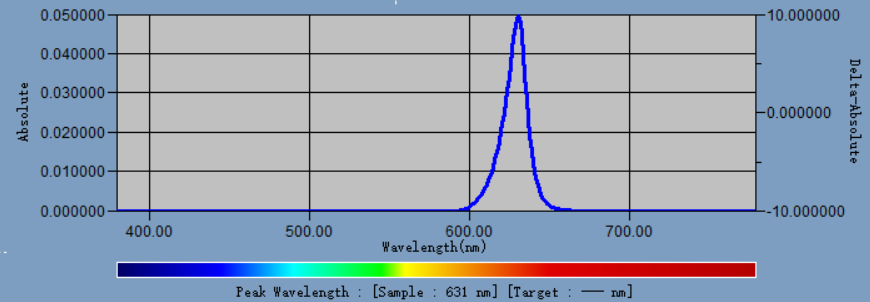 0.050000
0.040000
0.030000
0.020000
0.010000
0.000000
Absolute
10.000000
0.000000
-10.000000
Delta-Absolute
400.00 500.00 600.00 700.00
Wavelength(nm)
Peak Wavelength : [Sample : 631 nm] [Target : —— nm]